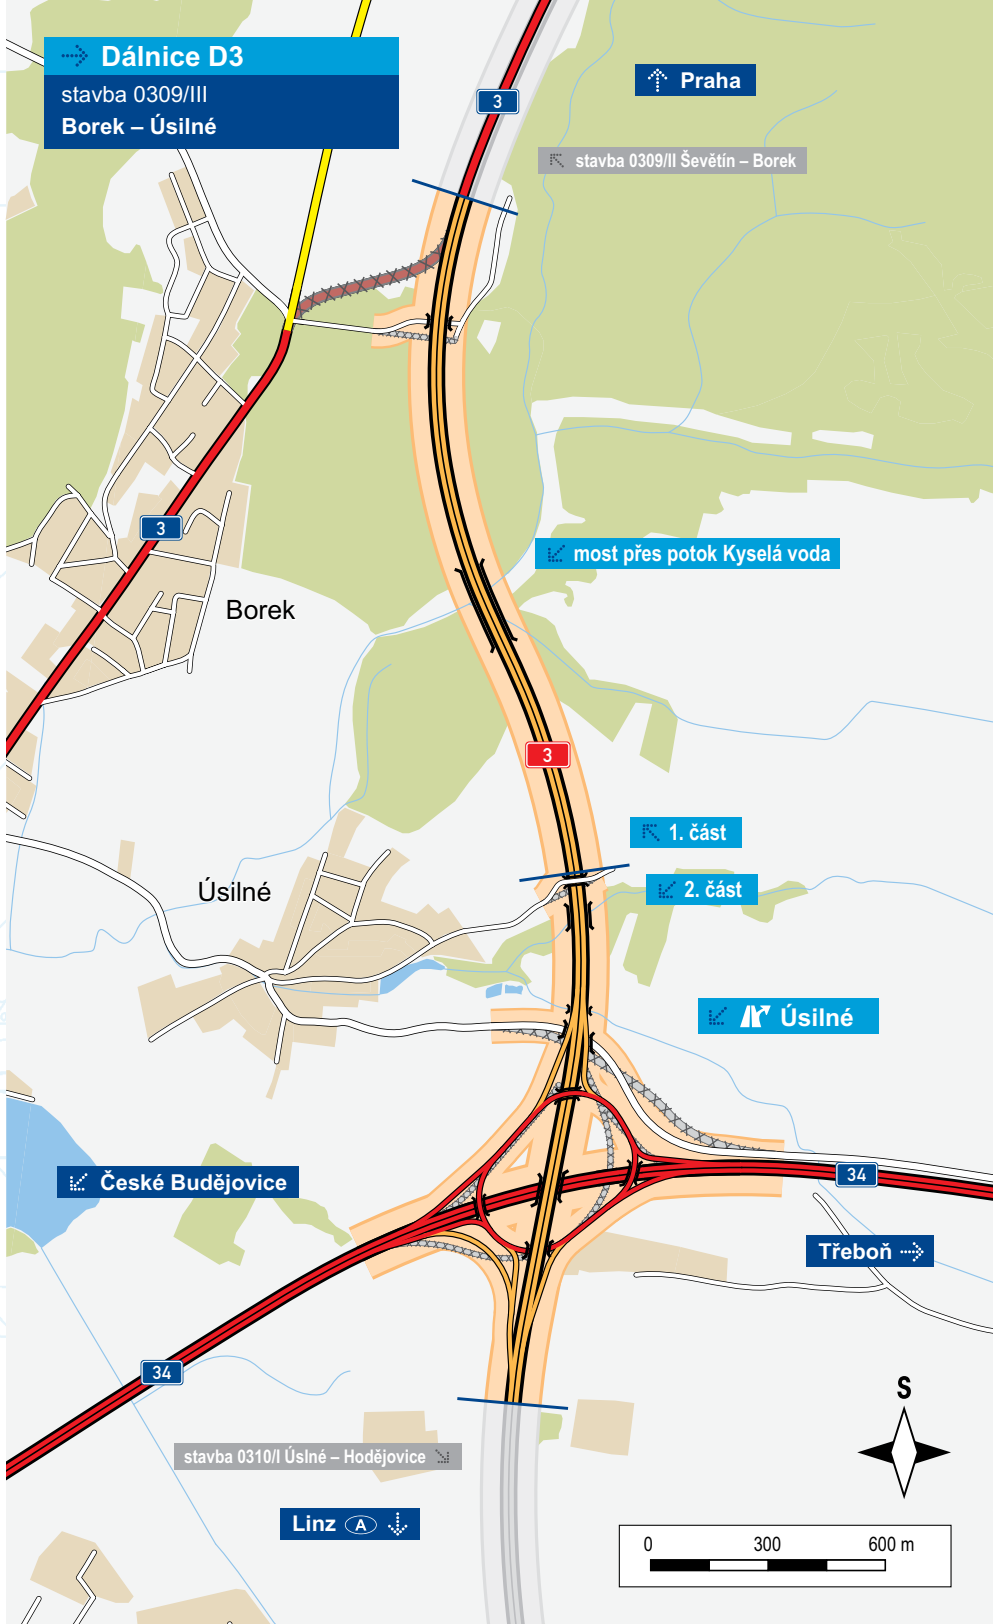 Dálnice D3
stavba 0309/III
Borek – Úsilné
3
Praha
stavba 0309/II Ševětín – Borek
3
most přes potok Kyselá voda
Borek
3
1. část
2. část
Úsilné
Úsilné
České Budějovice
34
Třeboň
34
S
stavba 0310/I Úslné – Hodějovice
Linz A
0 300 600 m